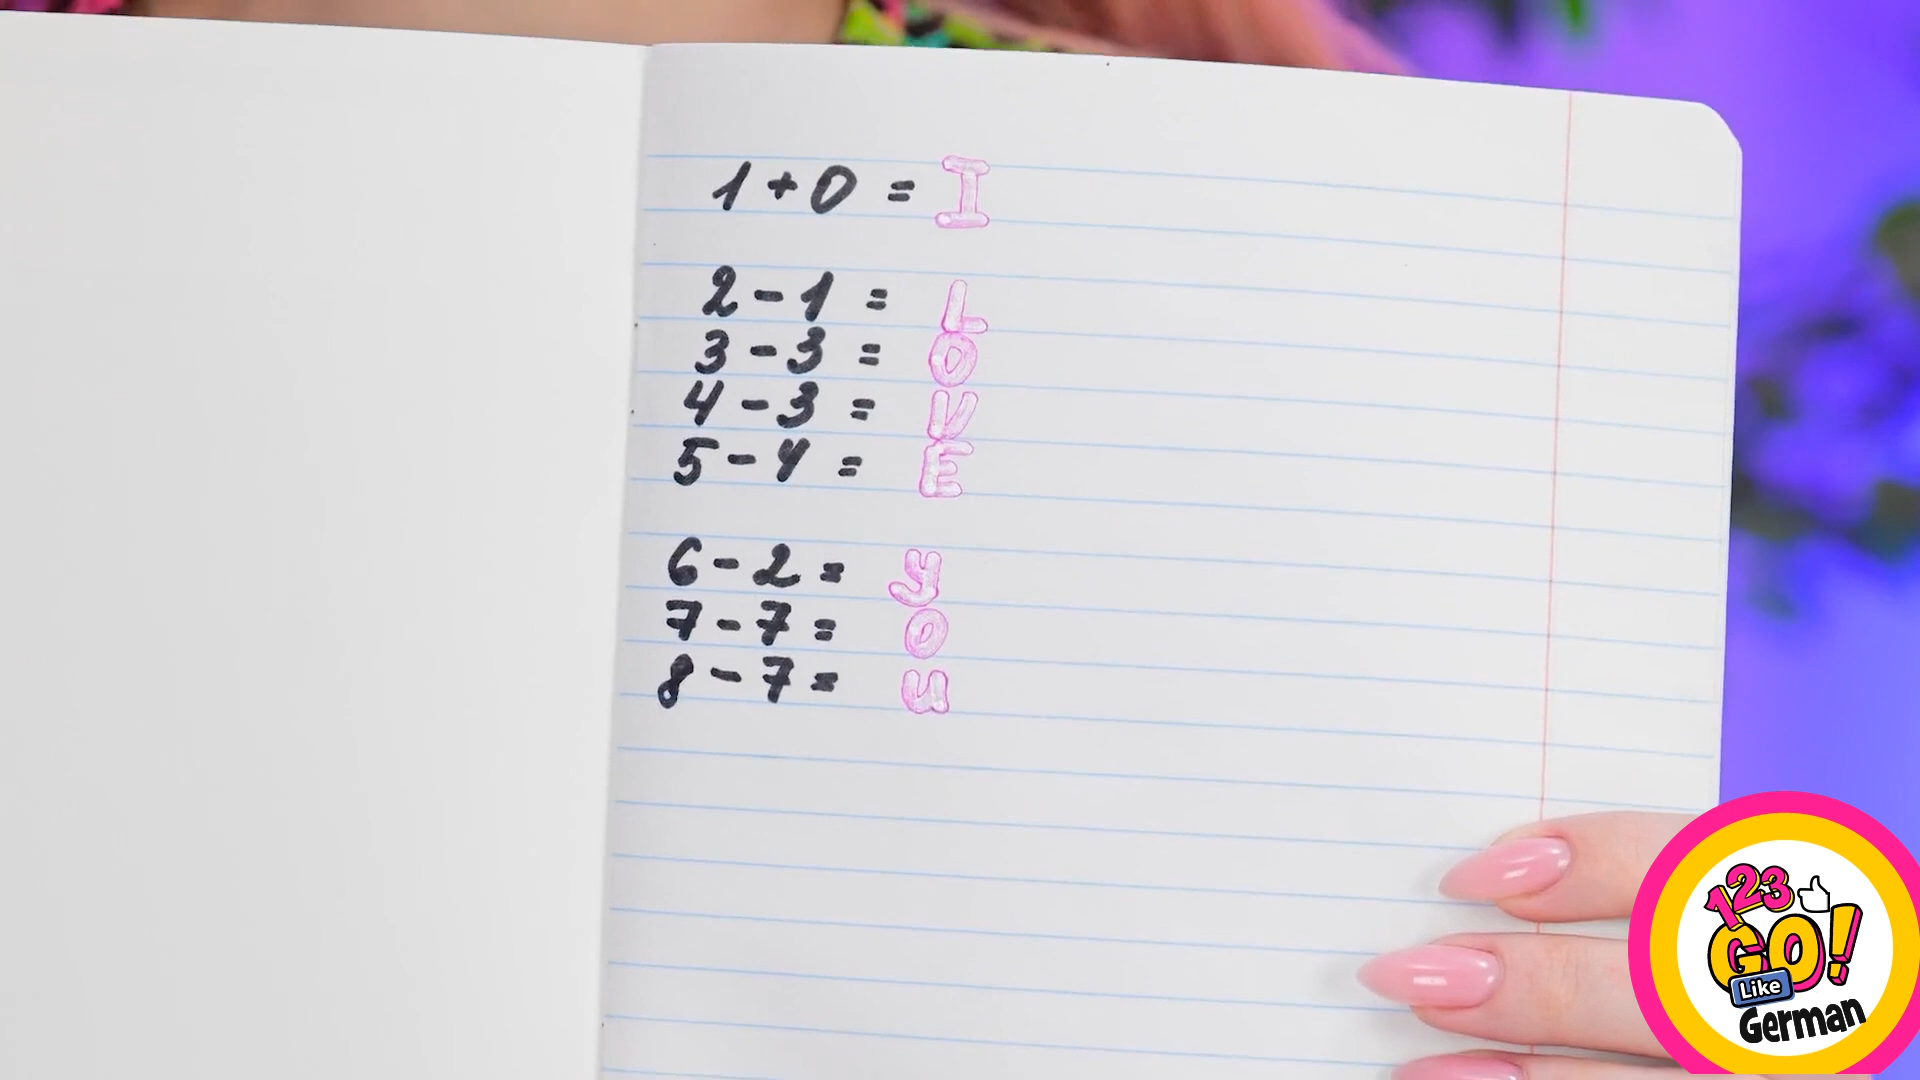 1+0 = I
2-1 = L
3-3 = O
4-3 = V
5-4 = E
6-2 = y
7-7 = O
8-7 = u
123
GO!
Like
German